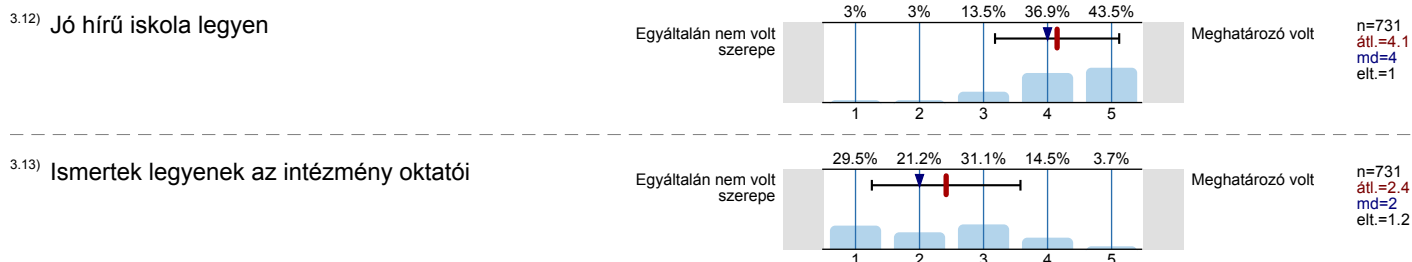 3.12) Jó hírű iskola legyen
Egyáltalán nem volt
szerepe
3% 3% 13.5% 36.9% 43.5%
1 2 3 4 5
Meghatározó volt
n=731
átl.=4.1
md=4
elt.=1
3.13) Ismertek legyenek az intézmény oktatói
Egyáltalán nem volt
szerepe
29.5% 21.2% 31.1% 14.5% 3.7%
1 2 3 4 5
Meghatározó volt
n=731
átl.=2.4
md=2
elt.=1.2